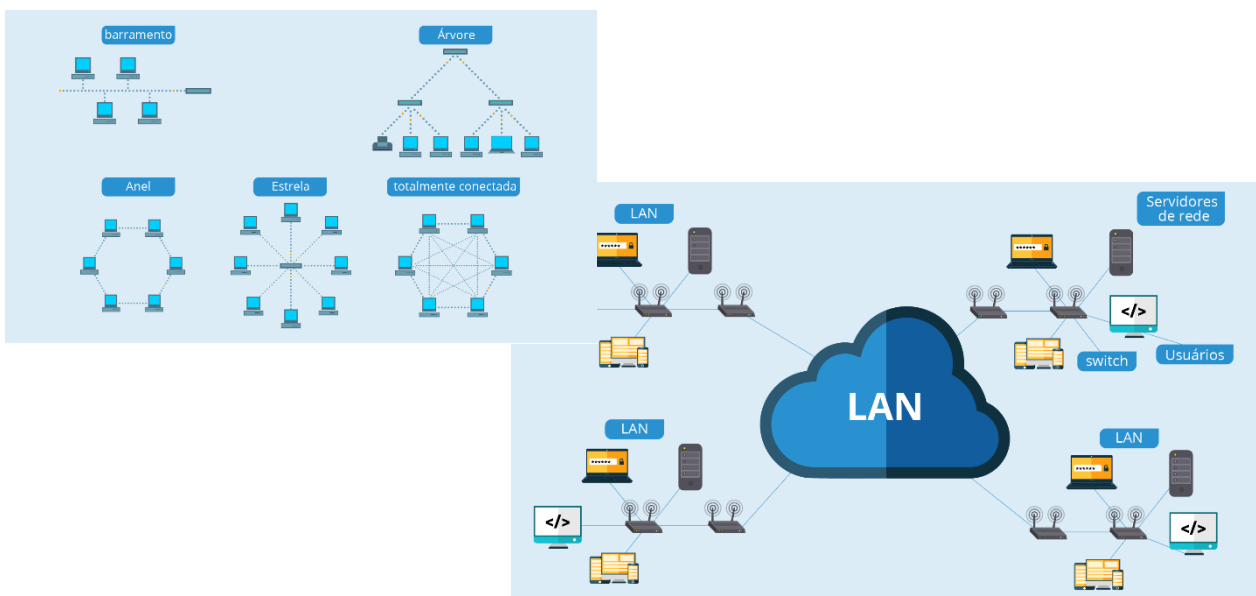 barramento
Árvore
Anel
Estrela
totalmente conectada
LAN
Servidores
de rede
</>
switch
Usuários
LAN
LAN
</>
LAN
</>